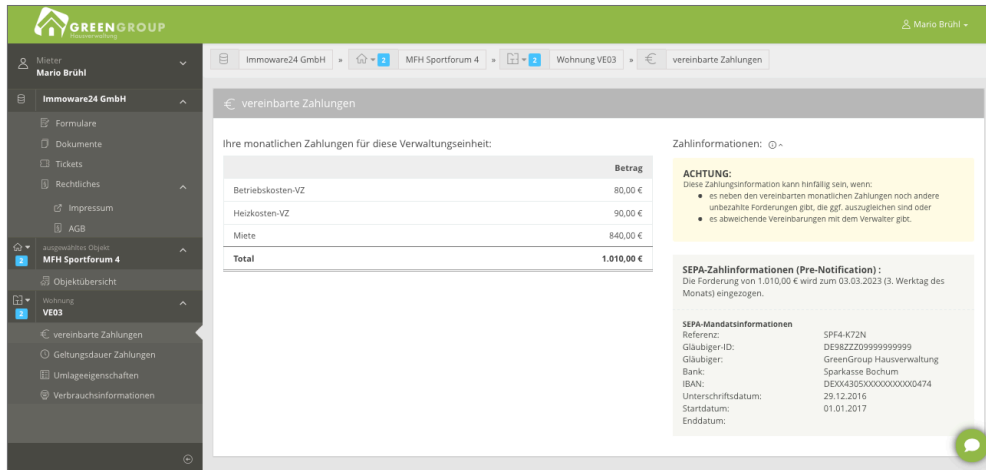 GREENGROUP
Hausverwaltung
Mario Brühl
Mieter
Mario Brühl
Immoware24 GmbH
Formulare
Dokumente
Tickets
Rechtliches
Impressum
AGB
ausgewähltes Objekt
2 MFH Sportforum 4
Objektübersicht
Wohnung
2 VE03
vereinbarte Zahlungen
Geltungsdauer Zahlungen
Umlageeigenschaften
Verbrauchsinformationen
Immoware24 GmbH » 2 MFH Sportforum 4 » 2 Wohnung VE03 » € vereinbarte Zahlungen
€ vereinbarte Zahlungen
Ihre monatlichen Zahlungen für diese Verwaltungseinheit:
Betrag
Betriebskosten-VZ 80,00 €
Heizkosten-VZ 90,00 €
Miete 840,00 €
Total 1.010,00 €
Zahlinformationen:
ACHTUNG:
Diese Zahlungsinformation kann hinfällig sein, wenn:
• es neben den vereinbarten monatlichen Zahlungen noch andere
unbezahlte Forderungen gibt, die ggf. auszugleichen sind oder
• es abweichende Vereinbarungen mit dem Verwalter gibt.
SEPA-Zahlinformationen (Pre-Notification) :
Die Forderung von 1.010,00 € wird zum 03.03.2023 (3. Werktag des
Monats) eingezogen.
SEPA-Mandatsinformationen
Referenz: SPF4-K72N
Gläubiger-ID: DE98ZZZ09999999999
Gläubiger: GreenGroup Hausverwaltung
Bank: Sparkasse Bochum
IBAN: DEXX4305XXXXXXXXXX0474
Unterschriftsdatum: 29.12.2016
Startdatum: 01.01.2017
Enddatum: